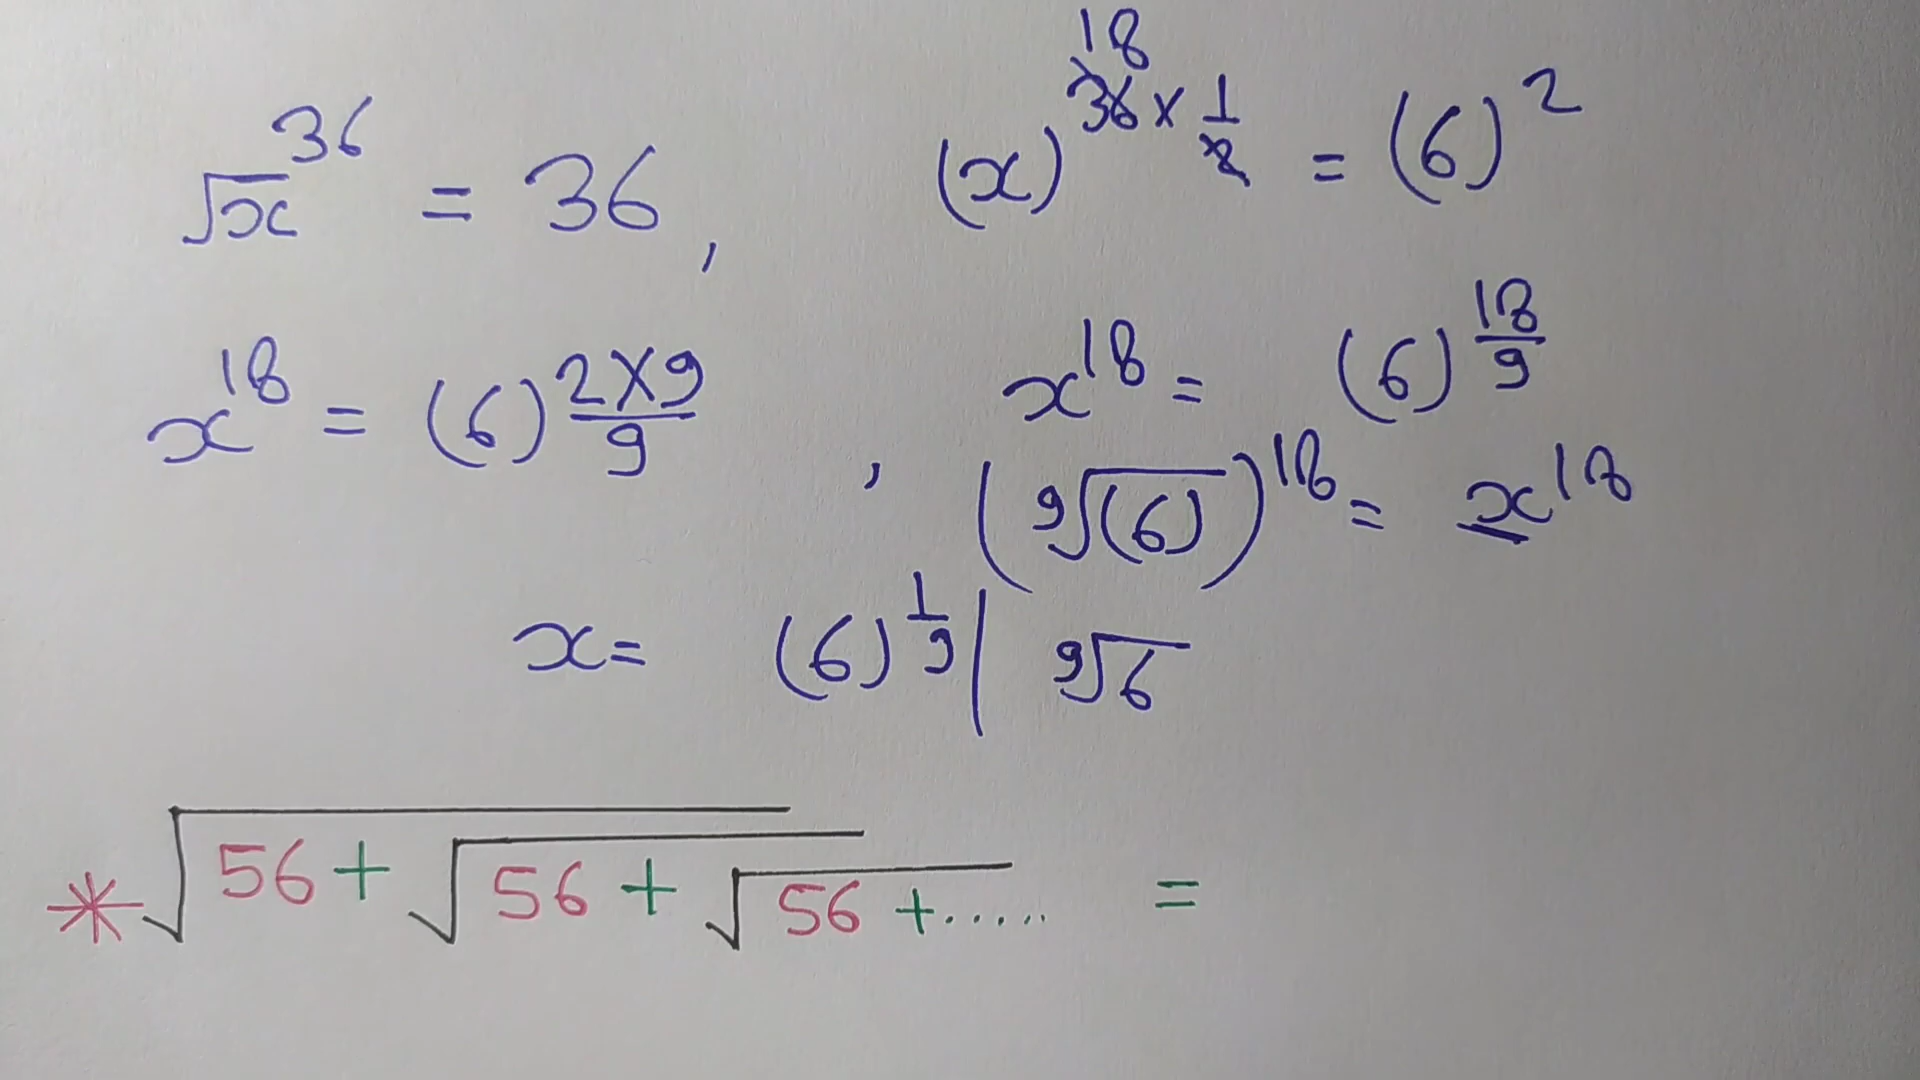 √x^36 = 36, (x)^(36 × 1/2) 18 = (6)^2
x^18 = (6)^(2×9/9), x^18 = (6)^(18/9)
(⁹√(6))^18 = x^18
x = (6)^(1/9) | ⁹√6
* √56 + √56 + √56 + ..... =